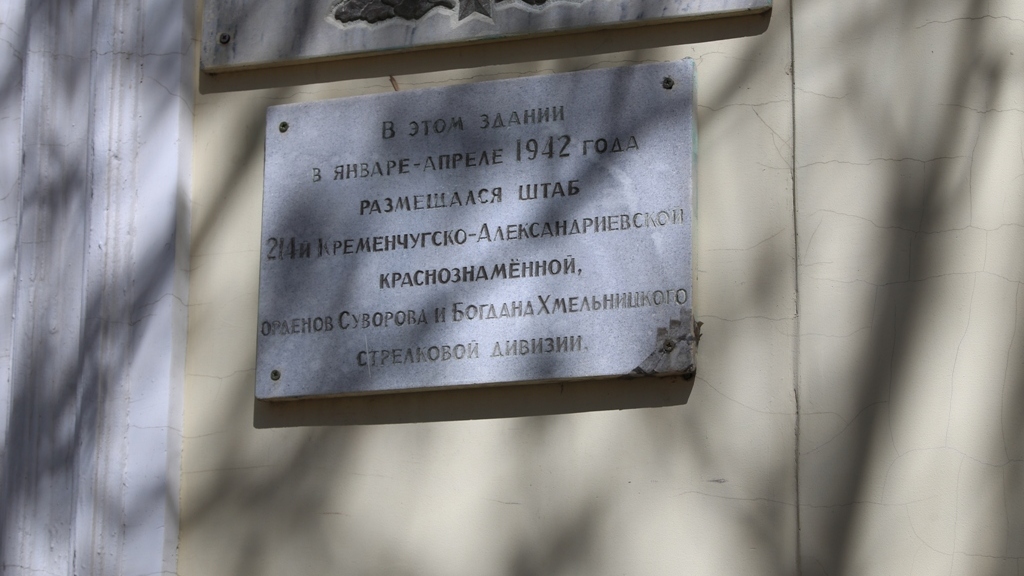 В ЭТОМ ЗДАНИИ
В ЯНВАРЕ-АПРЕЛЕ 1942 ГОДА
РАЗМЕЩАЛСЯ ШТАБ
214Й КРЕМЕНЧУГСКО-АЛЕКСАНДРИЕВСКОЙ
КРАСНОЗНАМЁННОЙ,
ОРДЕНОВ СУВОРОВА И БОГДАНА ХМЕЛЬНИЦКОГО
СТРЕЛКОВОЙ ДИВИЗИИ.